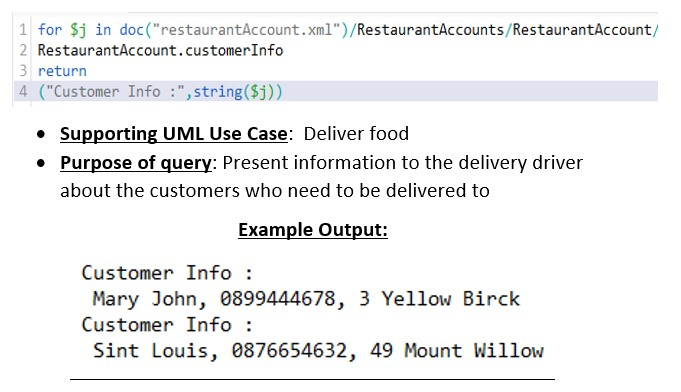 1 for $j in doc("restaurantAccount.xml")/RestaurantAccounts/RestaurantAccount/
2 RestaurantAccount.customerInfo
3 return
4 ("Customer Info :",string($j))
• Supporting UML Use Case: Deliver food
• Purpose of query: Present information to the delivery driver
about the customers who need to be delivered to
Example Output:
Customer Info :
Mary John, 0899444678, 3 Yellow Birck
Customer Info :
Sint Louis, 0876654632, 49 Mount Willow